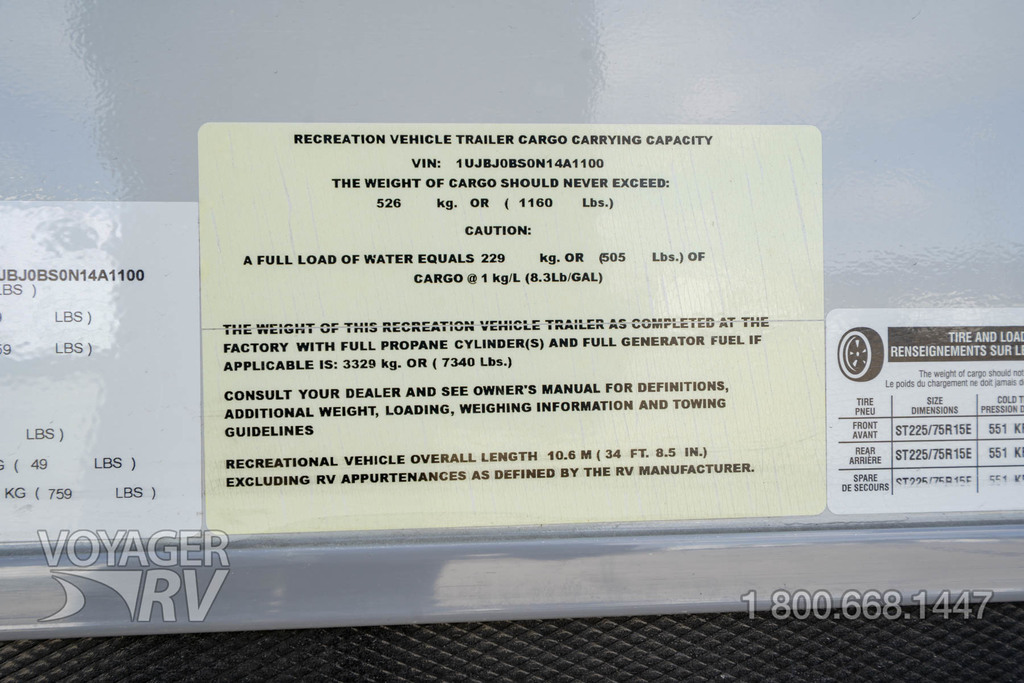 RECREATION VEHICLE TRAILER CARGO CARRYING CAPACITY
VIN: 1UJBJ0BS0N14A1100
THE WEIGHT OF CARGO SHOULD NEVER EXCEED:
526 kg. OR ( 1160 Lbs.)
CAUTION:
A FULL LOAD OF WATER EQUALS 229 kg. OR (505 Lbs.) OF
CARGO @ 1 kg/L (8.3Lb/GAL)
THE WEIGHT OF THIS RECREATION VEHICLE TRAILER AS COMPLETED AT THE
FACTORY WITH FULL PROPANE CYLINDER(S) AND FULL GENERATOR FUEL IF
APPLICABLE IS: 3329 kg. OR ( 7340 Lbs.)
CONSULT YOUR DEALER AND SEE OWNER'S MANUAL FOR DEFINITIONS,
ADDITIONAL WEIGHT, LOADING, WEIGHING INFORMATION AND TOWING
GUIDELINES
RECREATIONAL VEHICLE OVERALL LENGTH 10.6 M ( 34 FT. 8.5 IN.)
EXCLUDING RV APPURTENANCES AS DEFINED BY THE RV MANUFACTURER.
JBJ0BS0N14A1100
LBS )
LBS )
59 LBS )
LBS )
G ( 49 LBS )
KG ( 759 LBS )
TIRE AND LOA
RENSEIGNEMENTS SUR LE
The weight of cargo should not
Le poids du chargement ne doit jamais d
TIRE SIZE COLD T
PNEU DIMENSIONS PRESSION D
FRONT
AVANT ST225/75R15E 551 K
REAR
ARRIÈRE ST225/75R15E 551 K
SPARE
DE SECOURS ST225/75R15E 551 K
VOYAGER
RV
1 800.668.1447